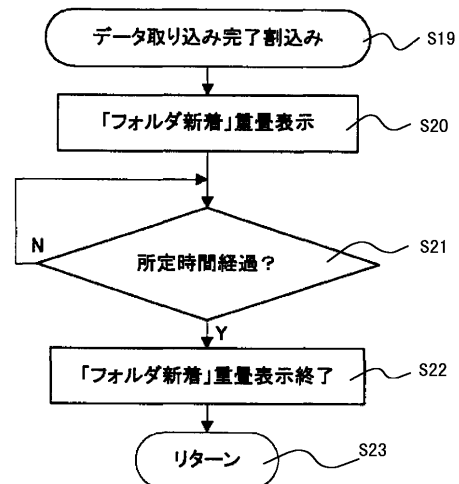 データ取り込み完了割込み
S19
「フォルダ新着」重畳表示
S20
N
所定時間経過？
S21
Y
「フォルダ新着」重畳表示終了
S22
リターン
S23